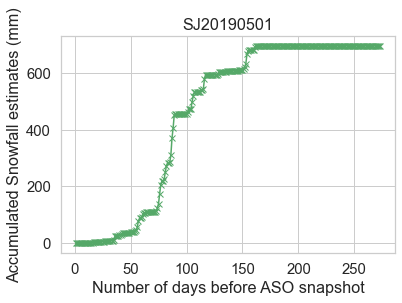 SJ20190501
Accumulated Snowfall estimates (mm)
600
400
200
0
0 50 100 150 200 250
Number of days before ASO snapshot